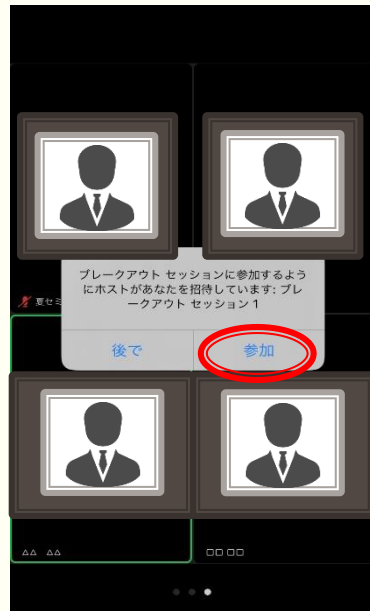 ブレークアウト セッションに参加するよう
にホストがあなたを招待しています: ブレ
ークアウト セッション 1
夏セミ
後で
参加
△△ △△
□□ □□